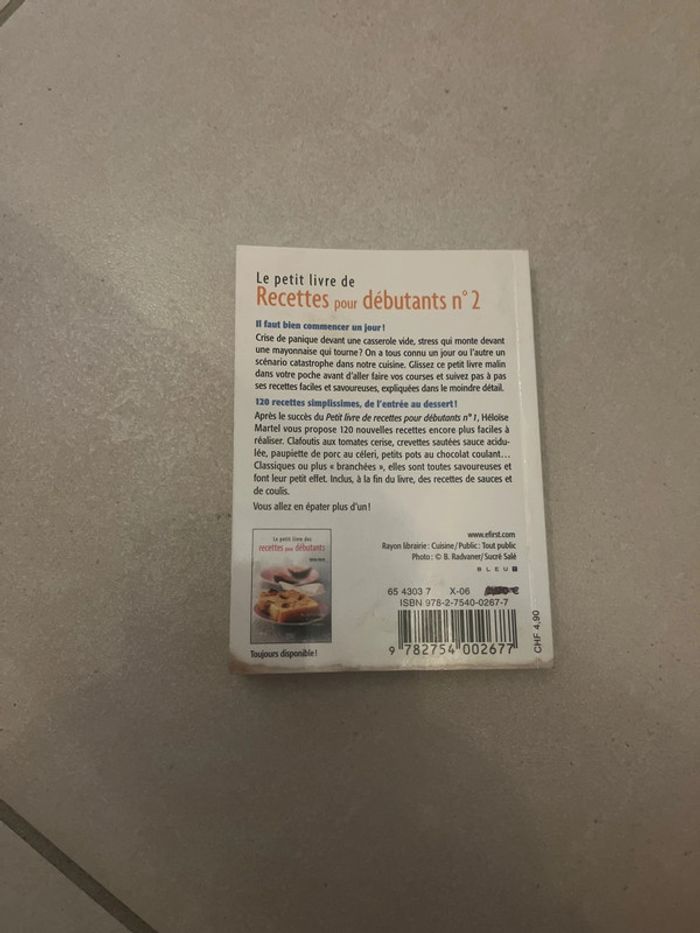 Le petit livre de
Recettes pour débutants n° 2
Il faut bien commencer un jour !
Crise de panique devant une casserole vide, stress qui monte devant
une mayonnaise qui tourne ? On a tous connu un jour ou l'autre un
scénario catastrophe dans notre cuisine. Glissez ce petit livre malin
dans votre poche avant d'aller faire vos courses et suivez pas à pas
ses recettes faciles et savoureuses, expliquées dans le moindre détail.
120 recettes simplissimes, de l'entrée au dessert !
Après le succès du Petit livre de recettes pour débutants n° 1, Héloïse
Martel vous propose 120 nouvelles recettes encore plus faciles à
réaliser. Clafoutis aux tomates cerise, crevettes sautées sauce acidu-
lée, paupiette de porc au céleri, petits pots au chocolat coulant...
Classiques ou plus « branchées », elles sont toutes savoureuses et
font leur petit effet. Inclus, à la fin du livre, des recettes de sauces et
de coulis.
Vous allez en épater plus d'un !
Le petit livre des
recettes pour débutants
Toujours disponible !
www.efirst.com
Rayon librairie : Cuisine / Public : Tout public
Photo : © B. Radvaner/ Sucré Salé
BLEU T
65 4303 7 X-06 €
ISBN 978-2-7540-0267-7
9 782754 002677
CHF 4,90